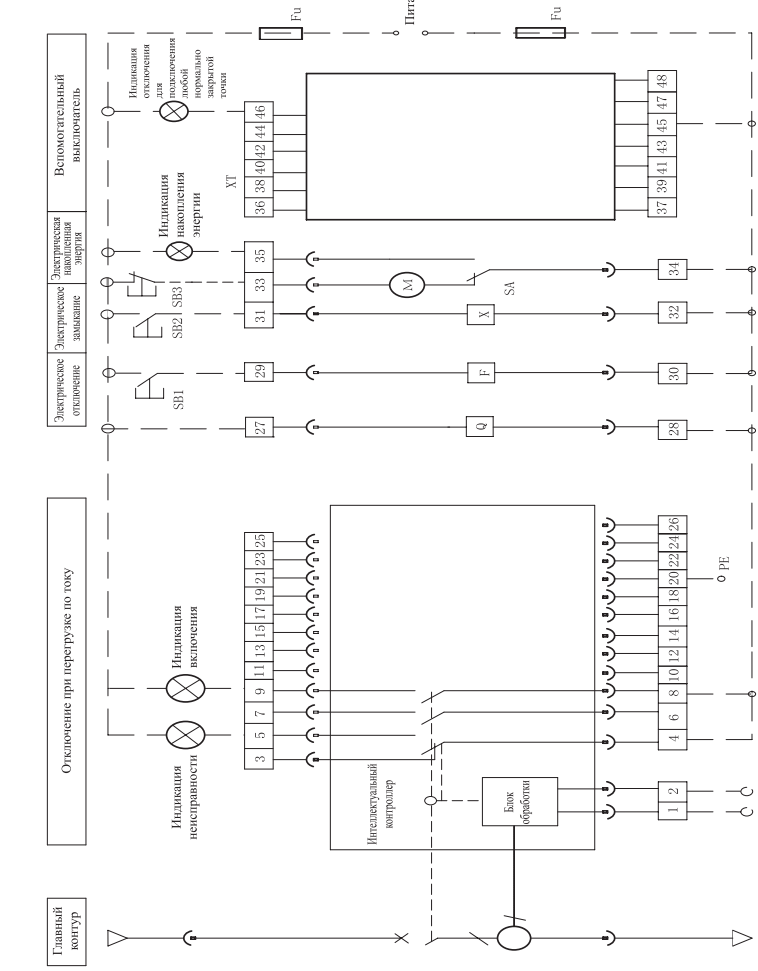 Главный
контур
Отключение при перегрузке по току
Электрическое
отключение
Электрическое
замыкание
Электрическая
накопленная
энергия
Вспомогательный
выключатель
Индикация
неисправности
Индикация
включения
SB1
SB2
SB3
Индикация
накопления
энергии
Индикация
отключения
для
подключения
любой
нормально
закрытой
точки
Fu
Пита
Fu
3
5
7
9
11
13
15
17
19
21
23
25
27
29
31
33
35
XT
36
38
40
42
44
46
Интеллектуальный
контроллер
Блок
обработки
Q
F
X
M
SA
1
2
4
6
8
10
12
14
16
18
20
22
24
26
28
30
32
34
37
39
41
43
45
47
48
PE